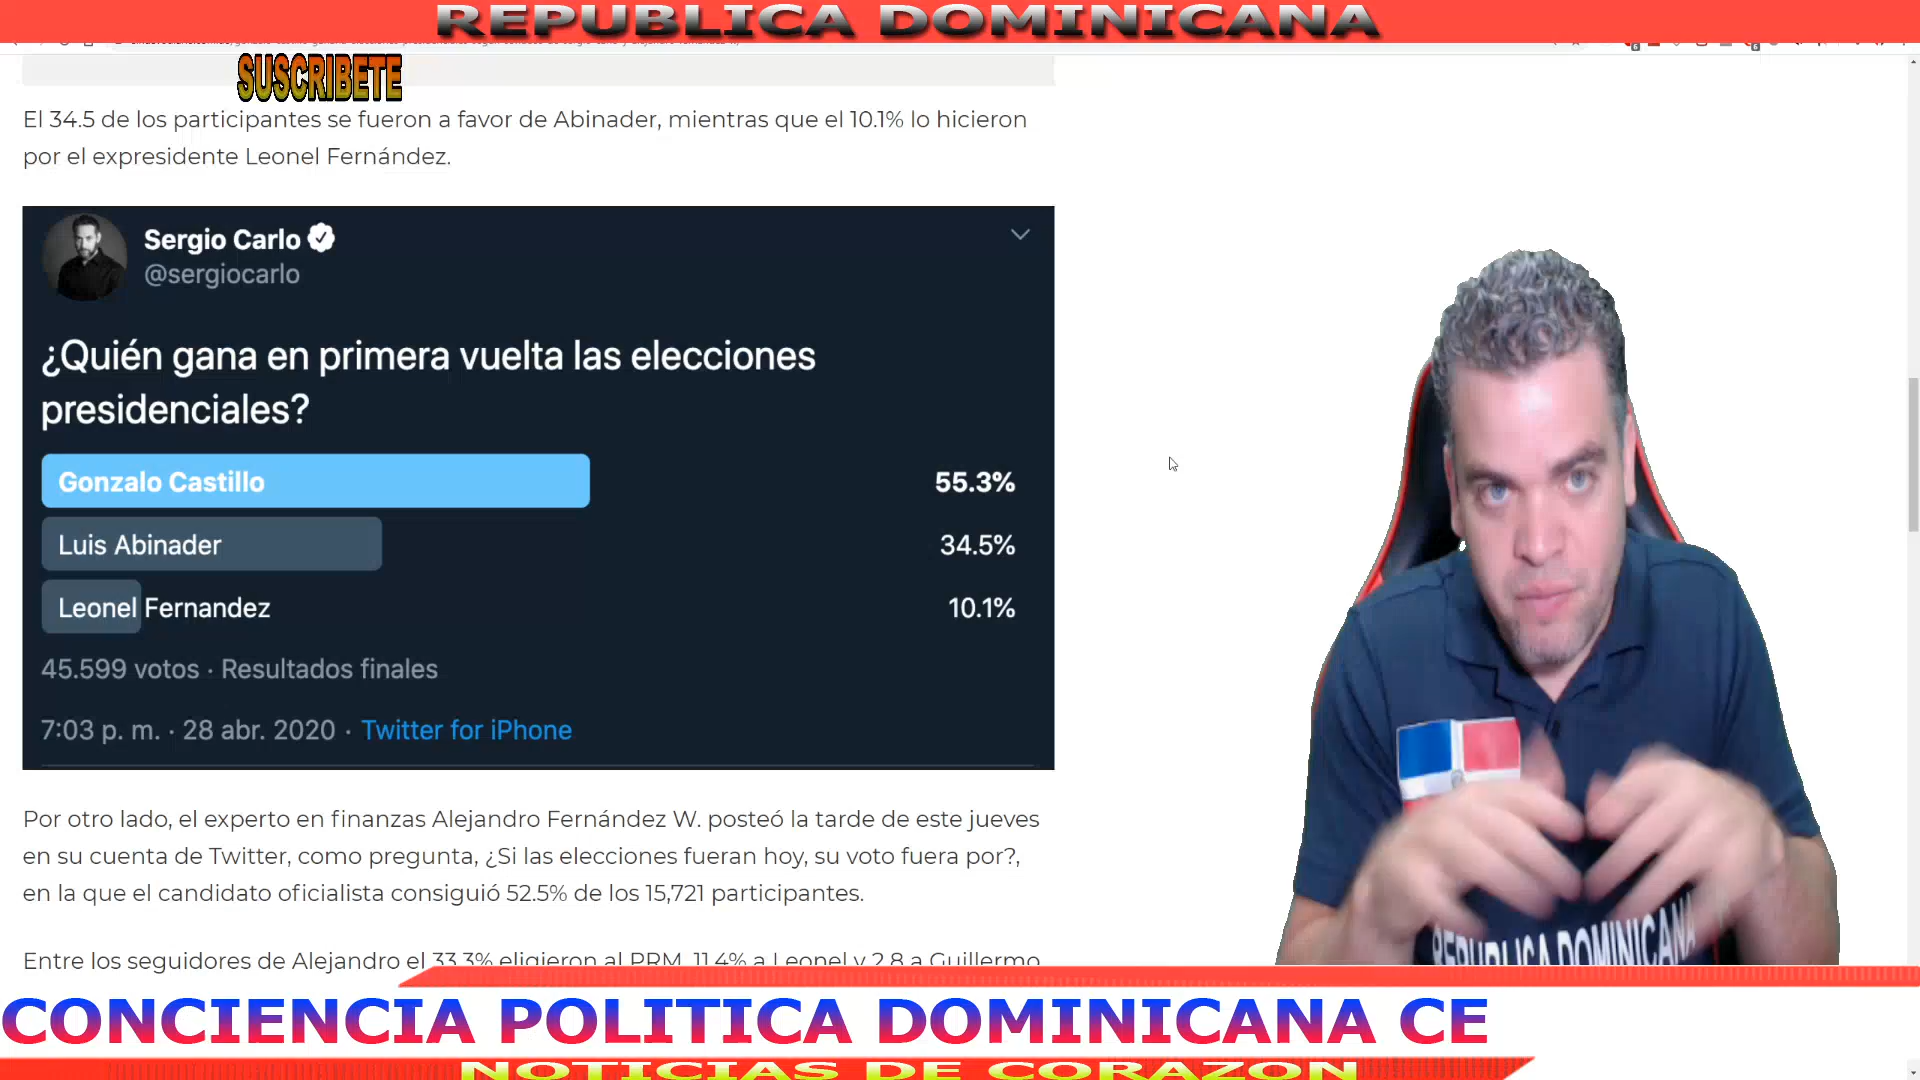 REPUBLICA DOMINICANA
SUSCRIBETE
El 34.5 de los participantes se fueron a favor de Abinader, mientras que el 10.1% lo hicieron
por el expresidente Leonel Fernández.
Sergio Carlo
@sergiocarlo
¿Quién gana en primera vuelta las elecciones
presidenciales?
Gonzalo Castillo 55.3%
Luis Abinader 34.5%
Leonel Fernandez 10.1%
45.599 votos · Resultados finales
7:03 p. m. · 28 abr. 2020 · Twitter for iPhone
Por otro lado, el experto en finanzas Alejandro Fernández W. posteó la tarde de este jueves
en su cuenta de Twitter, como pregunta, ¿Si las elecciones fueran hoy, su voto fuera por?,
en la que el candidato oficialista consiguió 52.5% de los 15,721 participantes.
Entre los seguidores de Alejandro el 33.3% eligieron al PRM, 11.4% a Leonel y 2.8 a Guillermo
REPUBLICA DOMINICANA
CONCIENCIA POLITICA DOMINICANA CE
NOTICIAS DE CORAZON